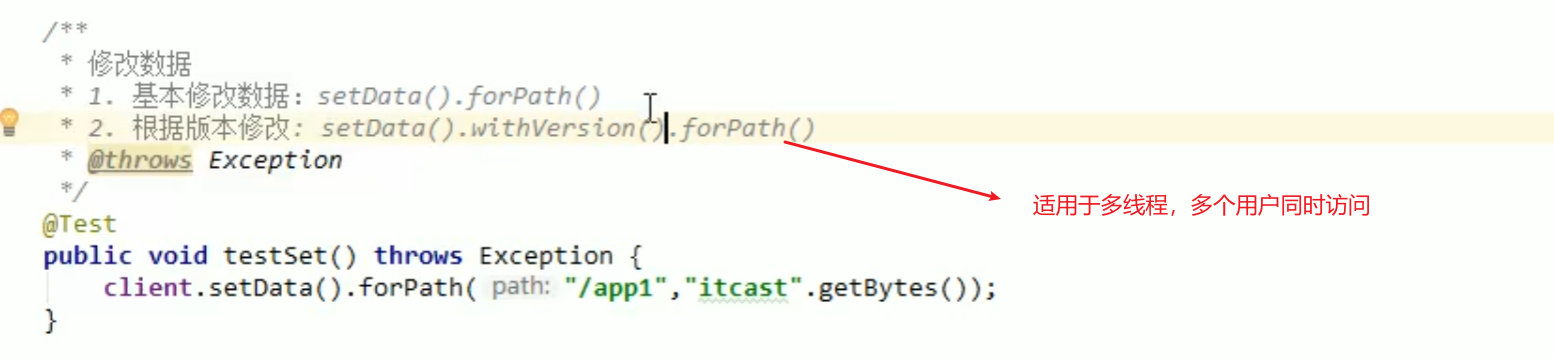 /**
* 修改数据
* 1. 基本修改数据：setData().forPath()
* 2. 根据版本修改: setData().withVersion().forPath()
* @throws Exception
*/
适用于多线程，多个用户同时访问
@Test
public void testSet() throws Exception {
client.setData().forPath( path: "/app1","itcast".getBytes());
}